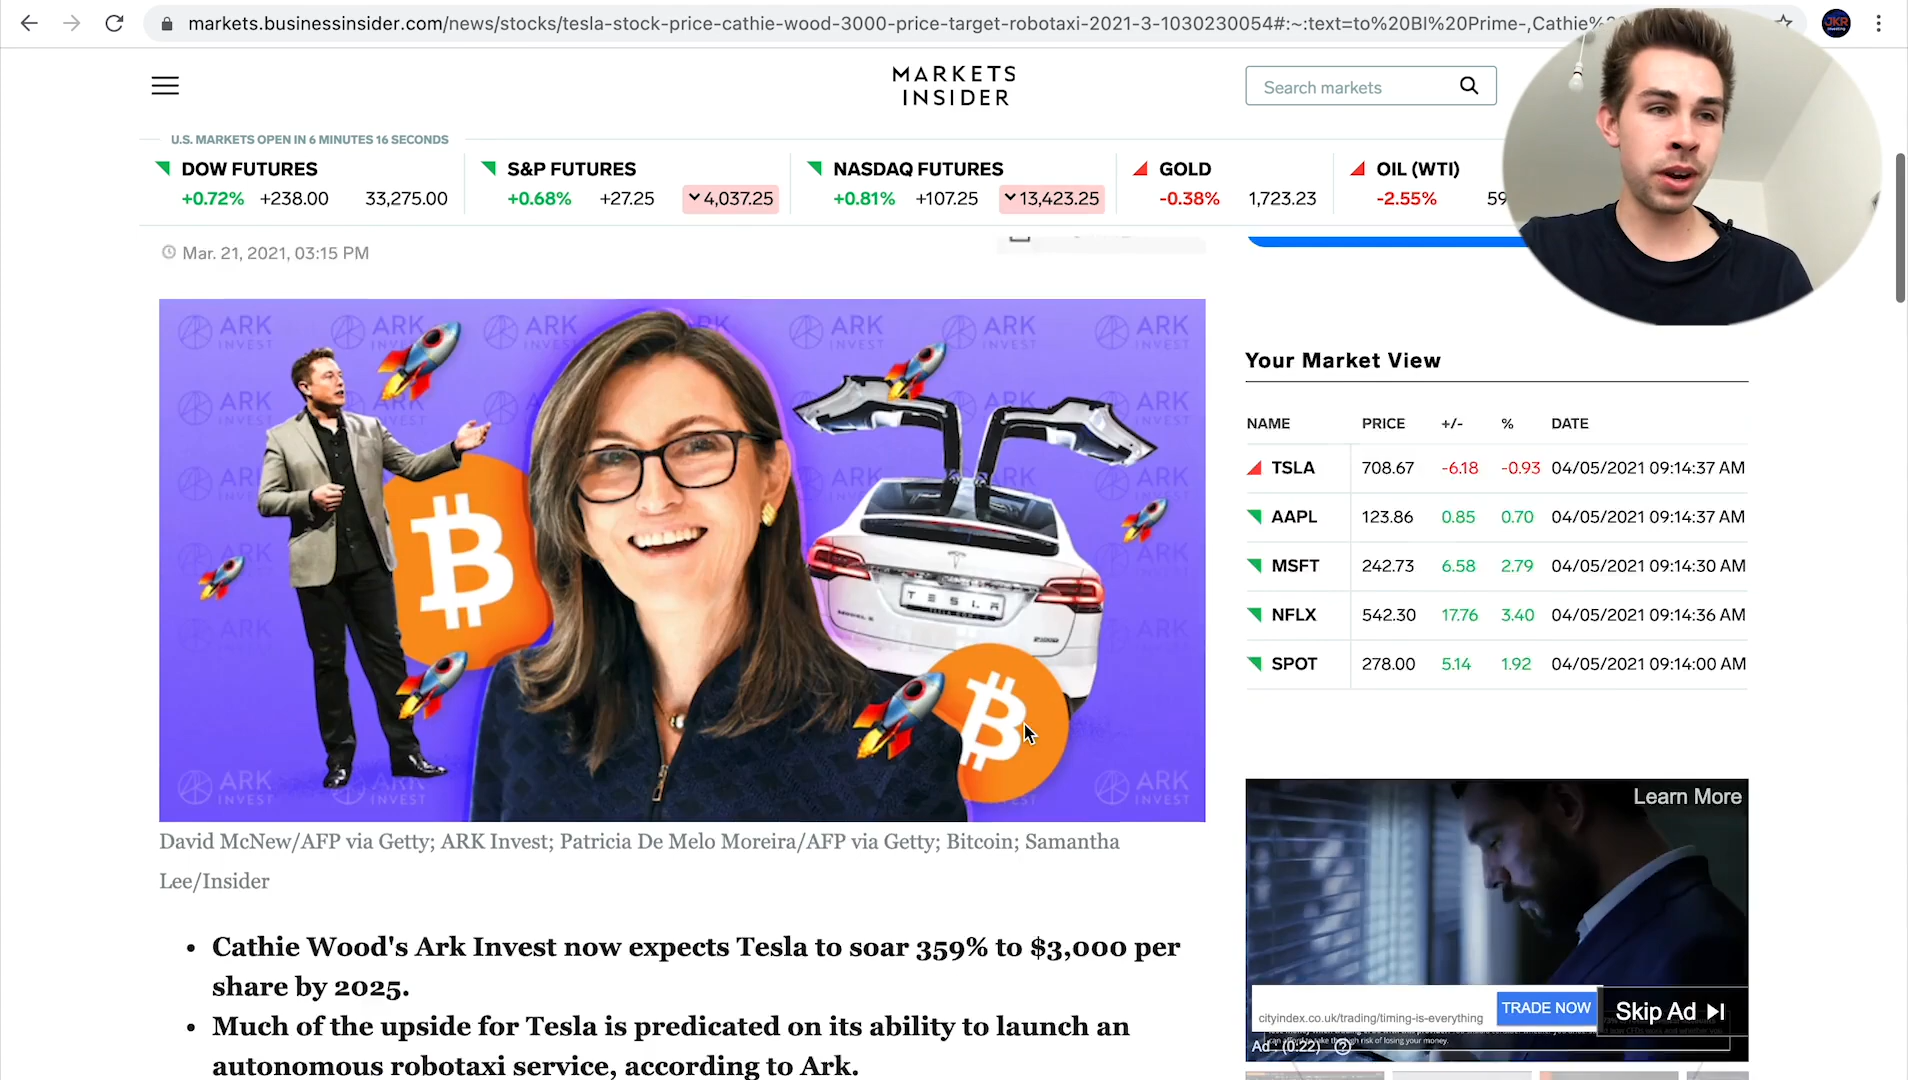 markets.businessinsider.com/news/stocks/tesla-stock-price-cathie-wood-3000-price-target-robotaxi-2021-3-1030230054#:~:text=to%20BI%20Prime-,Cathie%
JKR
MARKETS
INSIDER
Search markets
U.S. MARKETS OPEN IN 6 MINUTES 16 SECONDS
DOW FUTURES
+0.72% +238.00 33,275.00
S&P FUTURES
+0.68% +27.25 4,037.25
NASDAQ FUTURES
+0.81% +107.25 13,423.25
GOLD
-0.38% 1,723.23
OIL (WTI)
-2.55% 59
Mar. 21, 2021, 03:15 PM
ARK INVEST
TESLA
David McNew/AFP via Getty; ARK Invest; Patricia De Melo Moreira/AFP via Getty; Bitcoin; Samantha
Lee/Insider
• Cathie Wood's Ark Invest now expects Tesla to soar 359% to $3,000 per
share by 2025.
• Much of the upside for Tesla is predicated on its ability to launch an
autonomous robotaxi service, according to Ark.
Your Market View
NAME PRICE +/- % DATE
TSLA 708.67 -6.18 -0.93 04/05/2021 09:14:37 AM
AAPL 123.86 0.85 0.70 04/05/2021 09:14:37 AM
MSFT 242.73 6.58 2.79 04/05/2021 09:14:30 AM
NFLX 542.30 17.76 3.40 04/05/2021 09:14:36 AM
SPOT 278.00 5.14 1.92 04/05/2021 09:14:00 AM
Learn More
cityindex.co.uk/trading/timing-is-everything
TRADE NOW
Skip Ad
Ad : (0:22)
risk of losing your money.